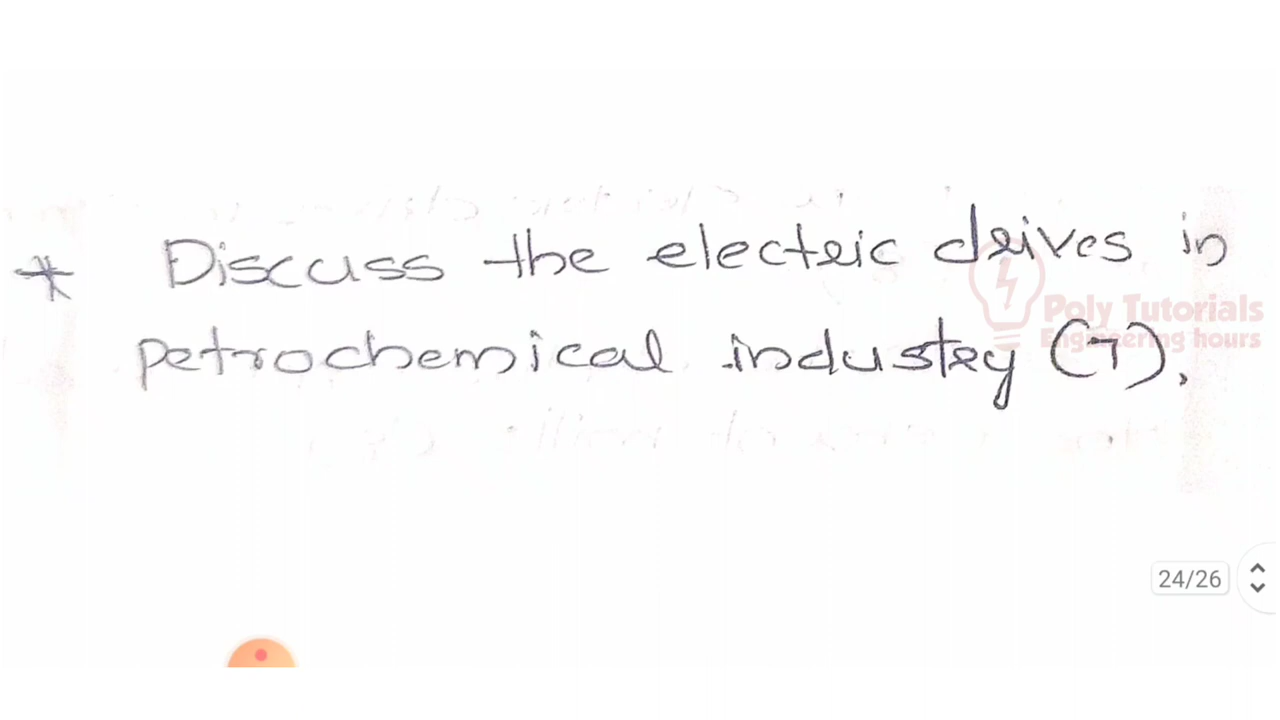 * Discuss the electric drives in
petrochemical industry (7).
Poly Tutorials
Engineering hours
24/26